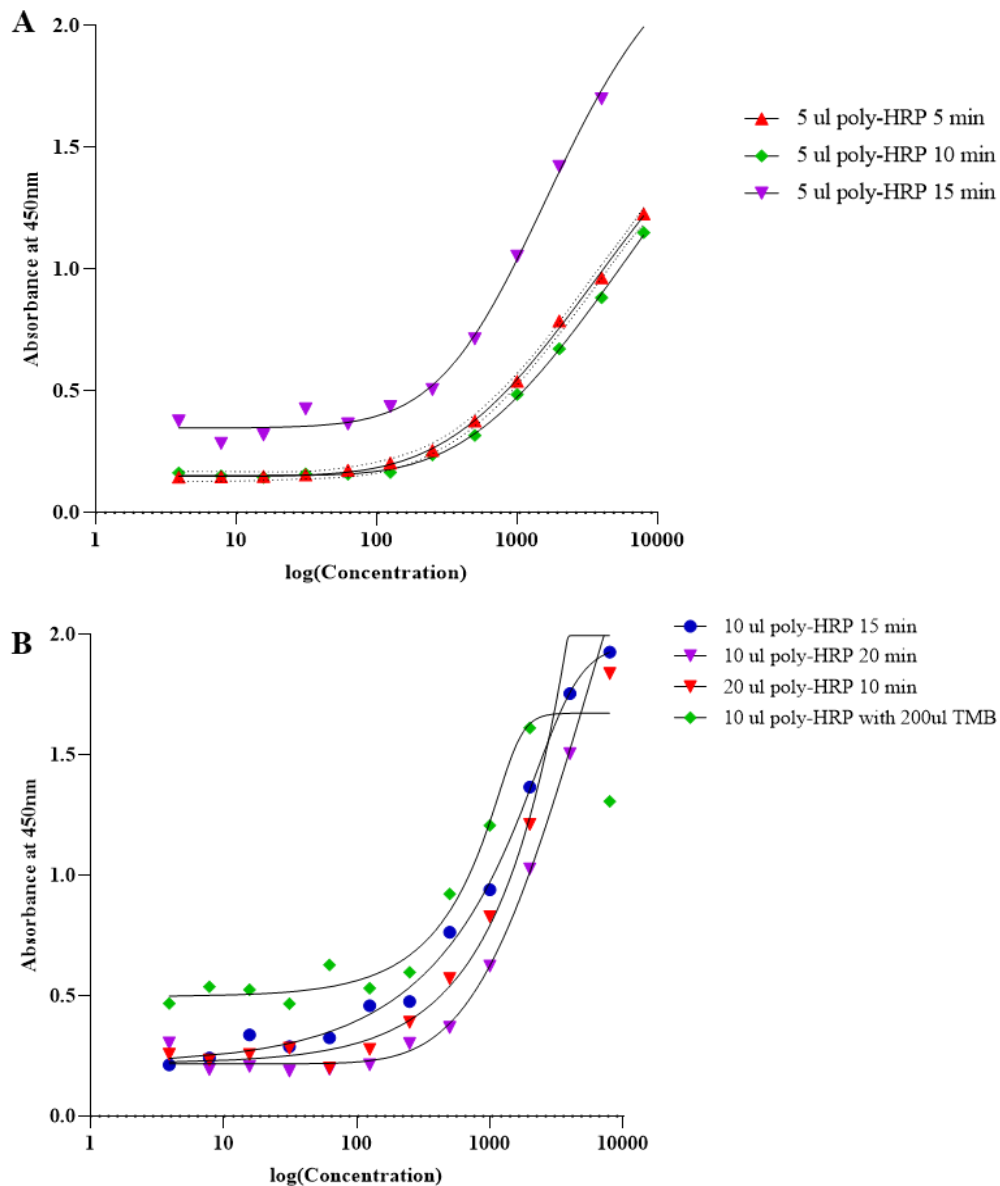 A
2.0
1.5
1.0
0.5
0.0
Absorbance at 450nm
1
10
100
1000
10000
log(Concentration)
5 ul poly-HRP 5 min
5 ul poly-HRP 10 min
5 ul poly-HRP 15 min
B
2.0
1.5
1.0
0.5
0.0
Absorbance at 450nm
1
10
100
1000
10000
log(Concentration)
10 ul poly-HRP 15 min
10 ul poly-HRP 20 min
20 ul poly-HRP 10 min
10 ul poly-HRP with 200ul TMB